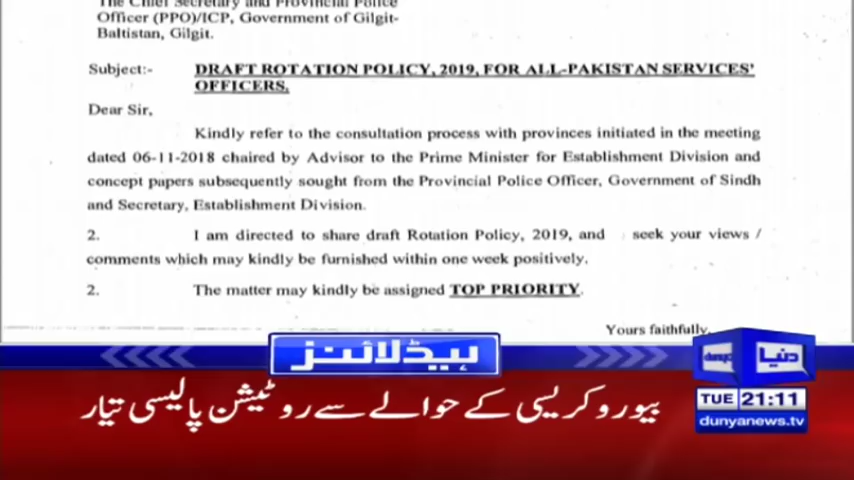 The Chief Secretary and Provincial Police
Officer (PPO)/ICP, Government of Gilgit-
Baltistan, Gilgit.
Subject:- DRAFT ROTATION POLICY, 2019, FOR ALL-PAKISTAN SERVICES'
OFFICERS.
Dear Sir,
Kindly refer to the consultation process with provinces initiated in the meeting
dated 06-11-2018 chaired by Advisor to the Prime Minister for Establishment Division and
concept papers subsequently sought from the Provincial Police Officer, Government of Sindh
and Secretary, Establishment Division.
2. I am directed to share draft Rotation Policy, 2019, and seek your views /
comments which may kindly be furnished within one week positively.
2. The matter may kindly be assigned TOP PRIORITY.
Yours faithfully,
ہیڈلائنز
dunya دنیا
بیوروکریسی کے حوالے سے روٹیشن پالیسی تیار
TUE 21:11
dunyanews.tv